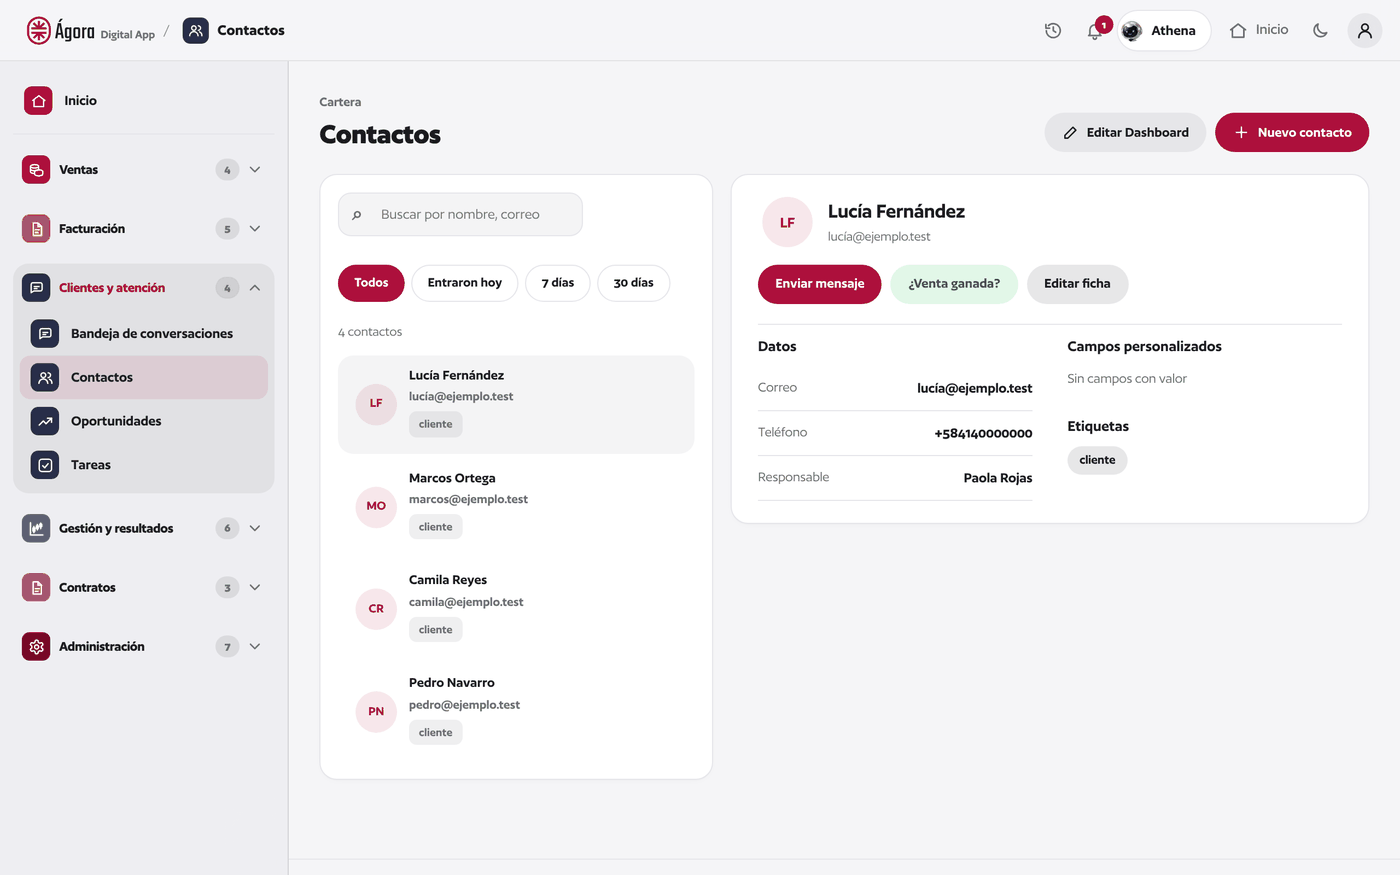 Ágora Digital App / Contactos
1
Athena
Inicio
Inicio
Ventas 4
Facturación 5
Clientes y atención 4
Bandeja de conversaciones
Contactos
Oportunidades
Tareas
Gestión y resultados 6
Contratos 3
Administración 7
Cartera
Contactos
Editar Dashboard
Nuevo contacto
Buscar por nombre, correo
Todos
Entraron hoy
7 días
30 días
4 contactos
LF
Lucía Fernández
lucía@ejemplo.test
cliente
MO
Marcos Ortega
marcos@ejemplo.test
cliente
CR
Camila Reyes
camila@ejemplo.test
cliente
PN
Pedro Navarro
pedro@ejemplo.test
cliente
LF
Lucía Fernández
lucía@ejemplo.test
Enviar mensaje
¿Venta ganada?
Editar ficha
Datos
Correo lucía@ejemplo.test
Teléfono +584140000000
Responsable Paola Rojas
Campos personalizados
Sin campos con valor
Etiquetas
cliente